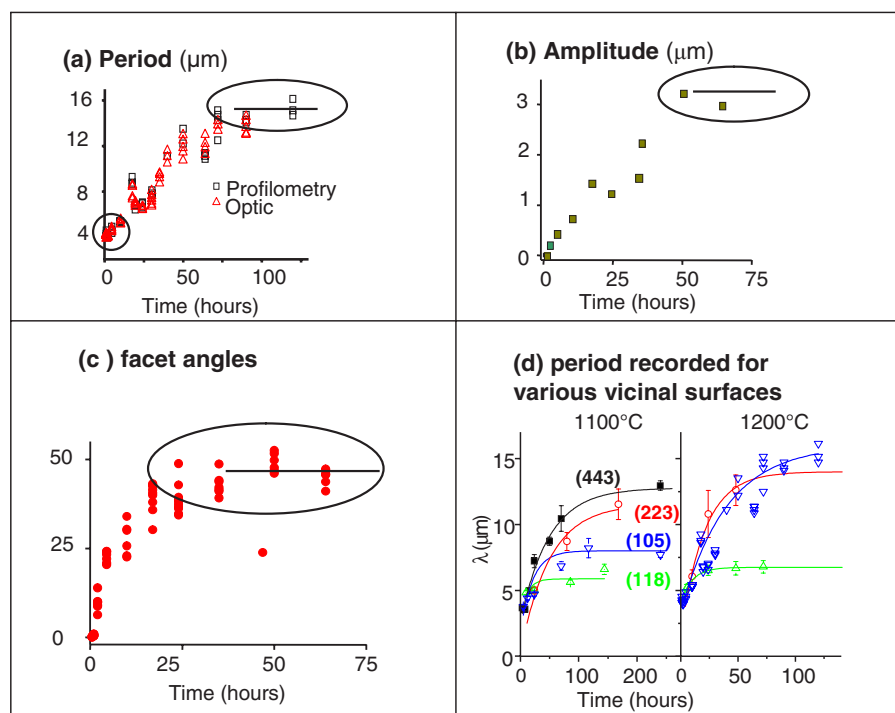 (a) Period (µm)
16
12
8
4
Profilometry
Optic
0 50 100
Time (hours)
(b) Amplitude (µm)
3
2
1
0
0 25 50 75
Time (hours)
(c ) facet angles
50
25
0
0 25 50 75
Time (hours)
(d) period recorded for
various vicinal surfaces
1100°C 1200°C
15
10
5
0
λ (µm)
(443)
(223)
(105)
(118)
0 100 200 0 50 100
Time (hours)